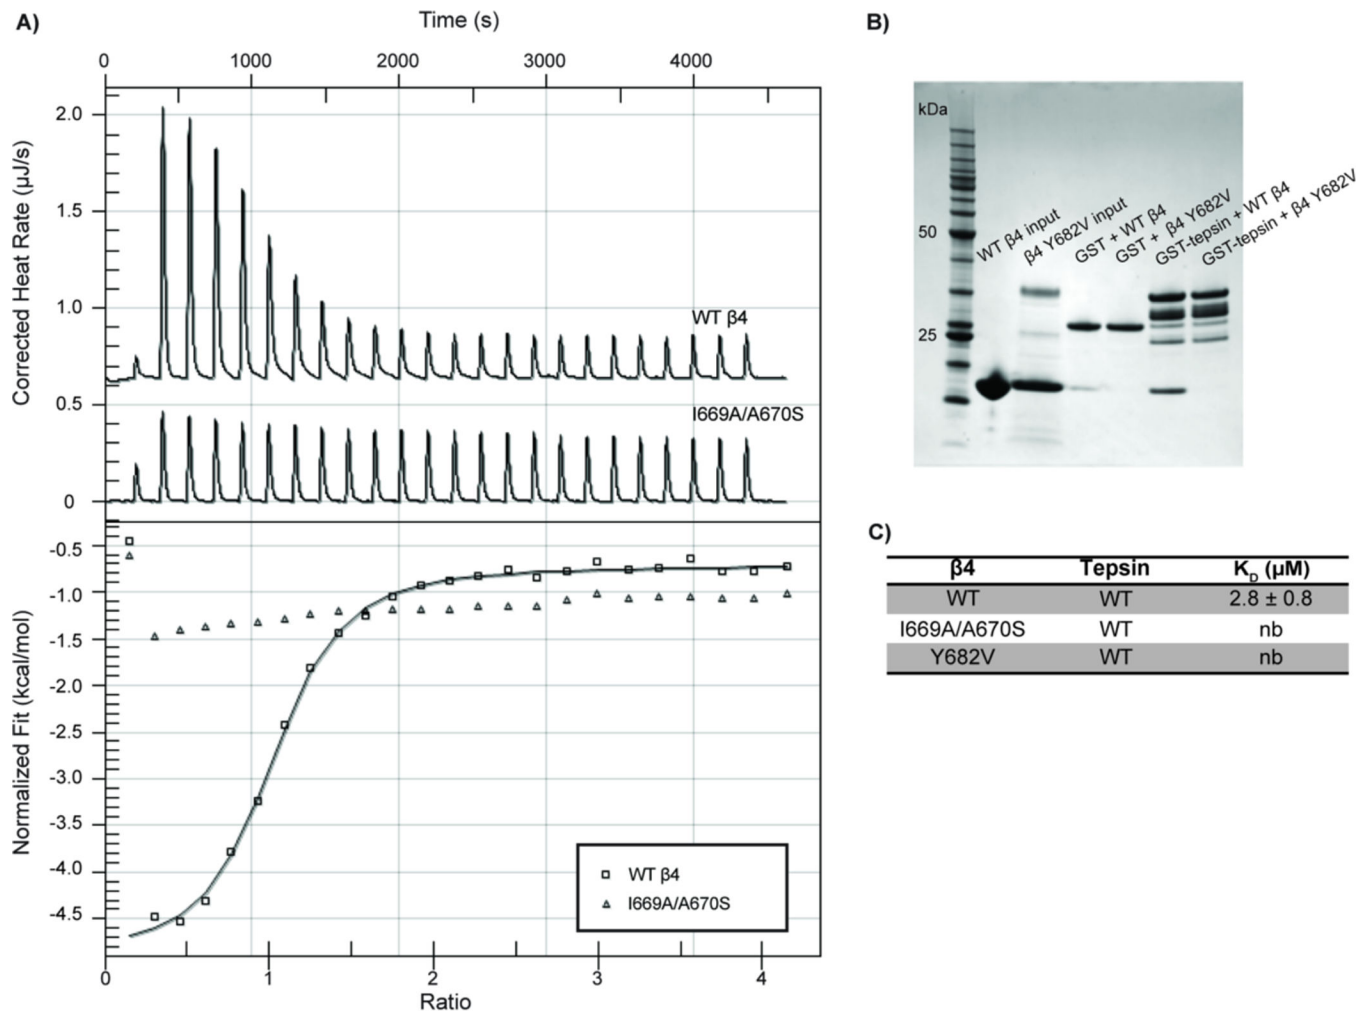 A)
Time (s)
0 1000 2000 3000 4000
Corrected Heat Rate (µJ/s)
2.0
1.5
1.0
WT β4
0.5
I669A/A670S
0
Normalized Fit (kcal/mol)
-0.5
-1.0
-1.5
-2.0
-2.5
-3.0
-3.5
-4.0
-4.5
WT β4
I669A/A670S
0 1 2 3 4
Ratio
B)
kDa
50
25
WT β4 input
β4 Y682V input
GST + WT β4
GST + β4 Y682V
GST-tepsin + WT β4
GST-tepsin + β4 Y682V
C)
β4 Tepsin KD (µM)
WT WT 2.8 ± 0.8
I669A/A670S WT nb
Y682V WT nb